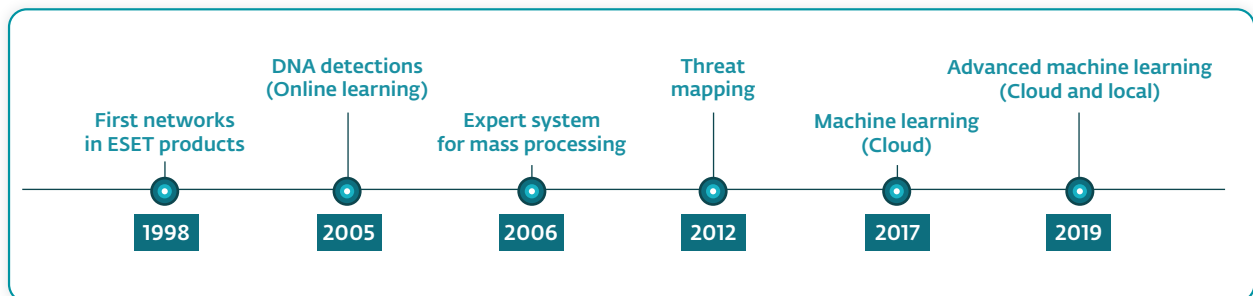 First networks
in ESET products
1998
DNA detections
(Online learning)
2005
Expert system
for mass processing
2006
Threat
mapping
2012
Machine learning
(Cloud)
2017
Advanced machine learning
(Cloud and local)
2019